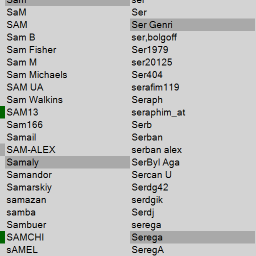 Sam
SaM
SAM
Sam B
Sam Fisher
Sam M
Sam Michaels
SAM UA
Sam Walkins
SAM13
Sam166
Samail
SAM-ALEX
Samaly
Samandor
Samarskiy
samazan
samba
Sambuer
SAMCHI
sAMEL
ser
Ser
Ser Genri
ser,bolgoff
Ser1979
ser20125
Ser404
serafim119
Seraph
seraphim_at
Serb
Serban
serban alex
SerByl Aga
Sercan U
Serdg42
serdgik
Serdj
serega
Serega
SeregA